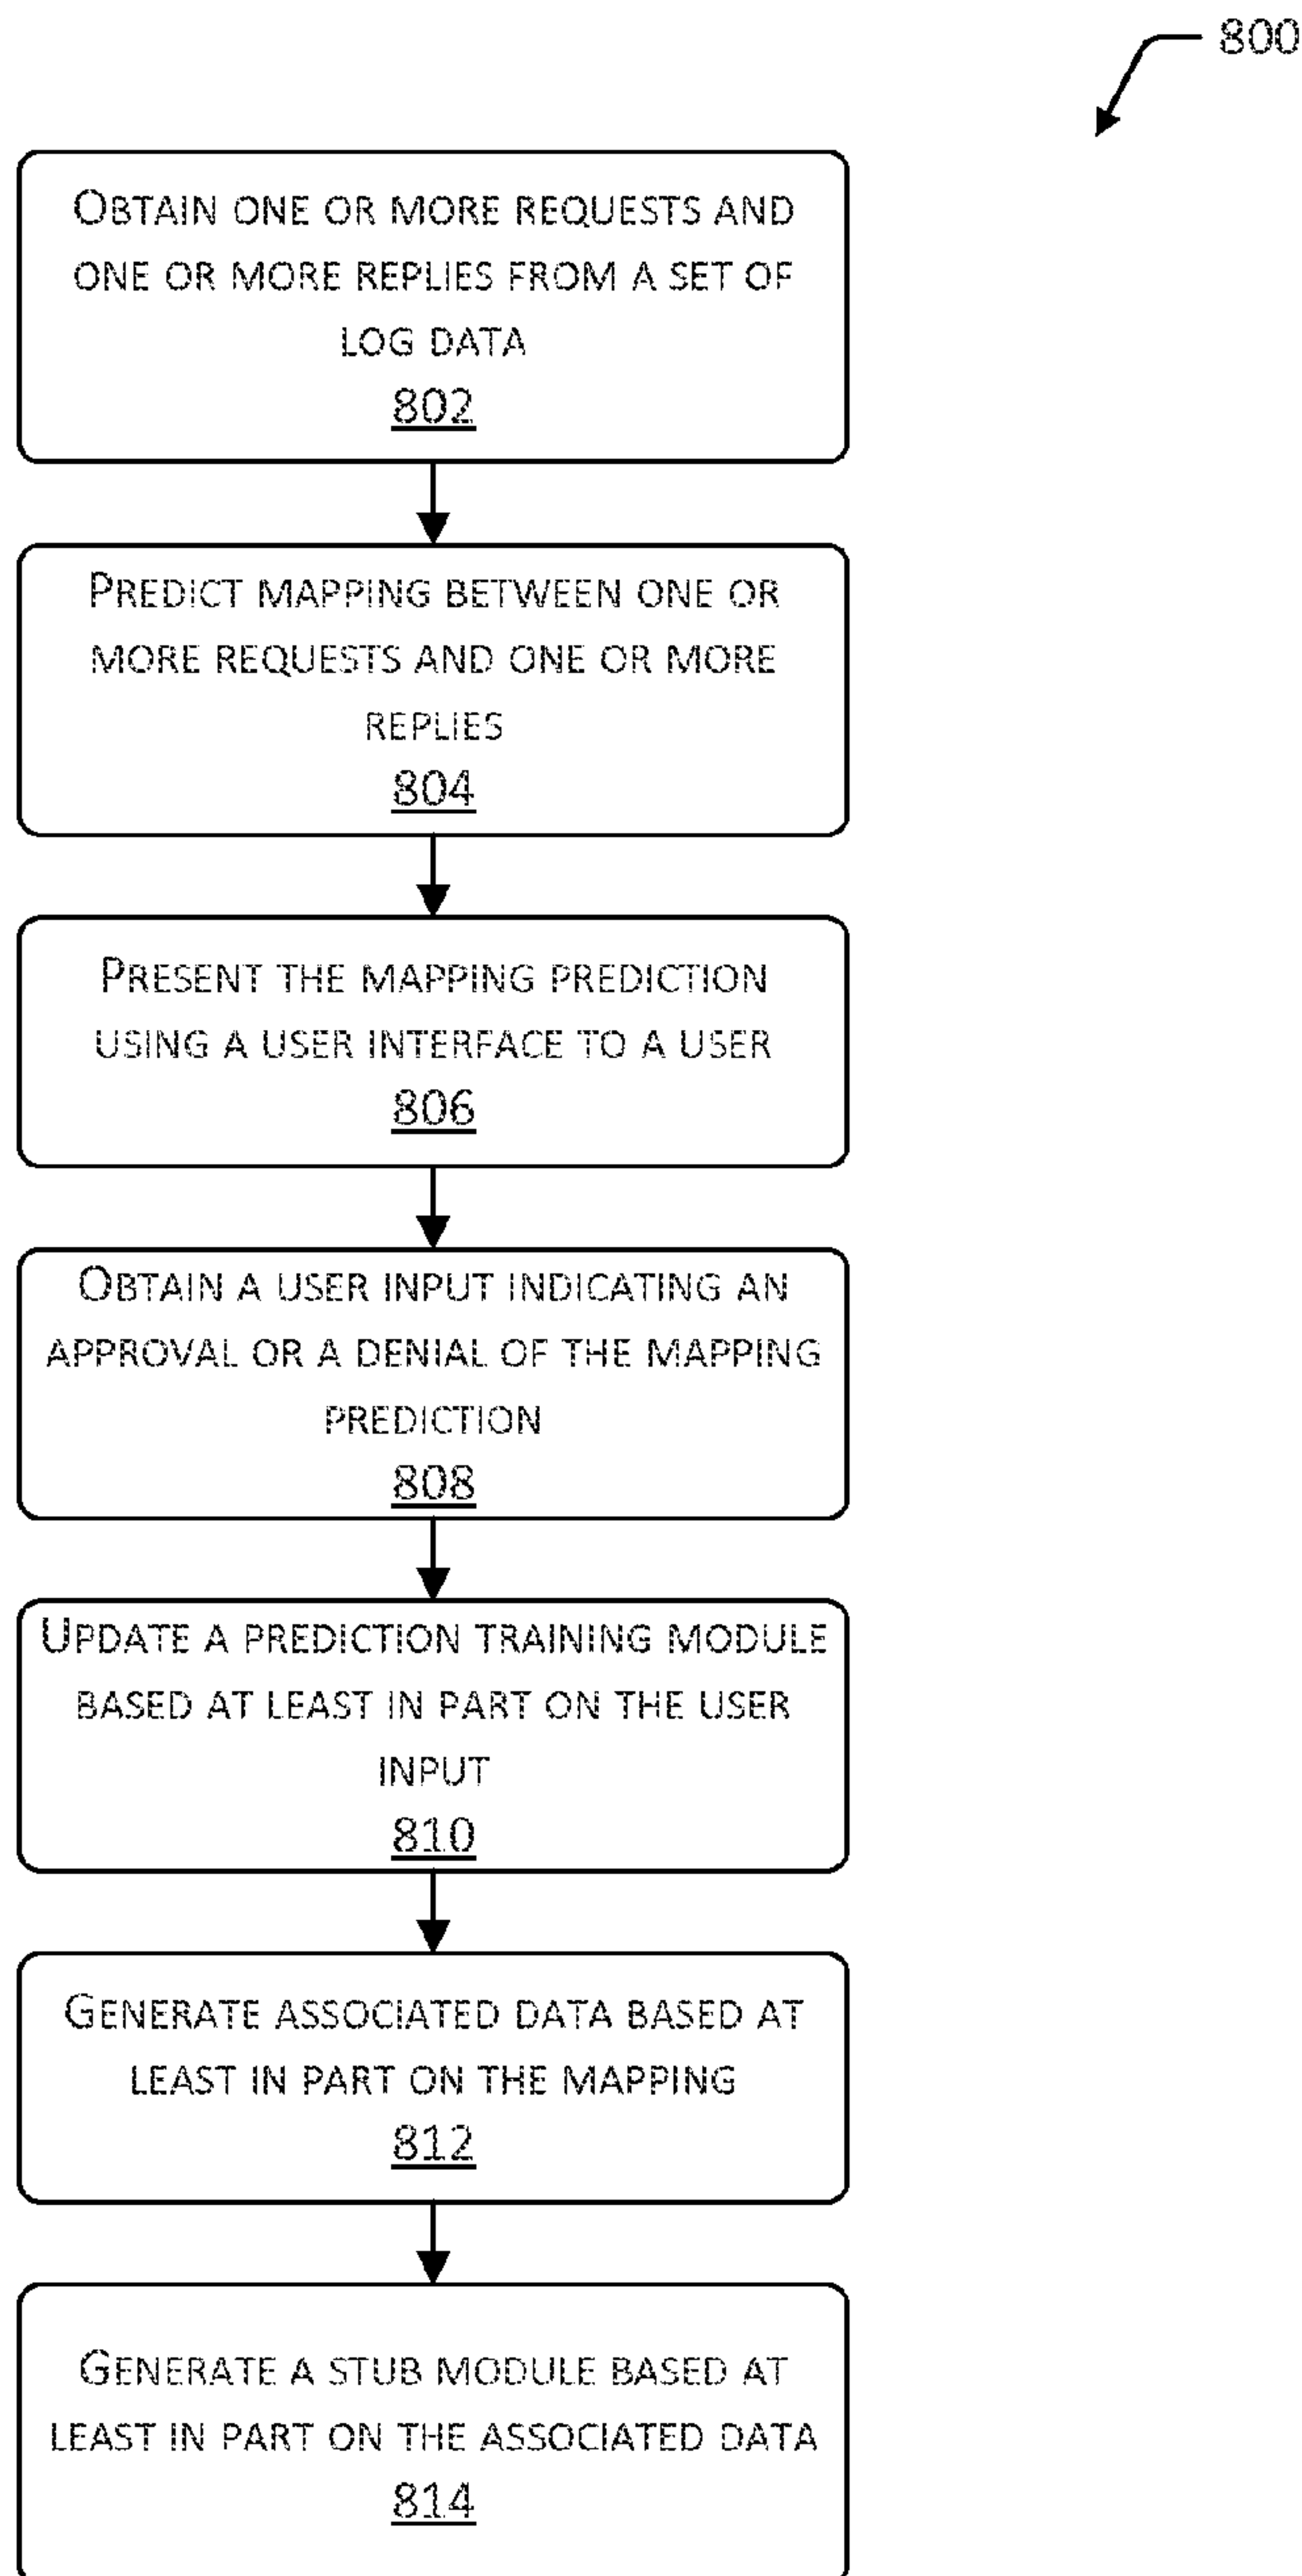 800
OBTAIN ONE OR MORE REQUESTS AND
ONE OR MORE REPLIES FROM A SET OF
LOG DATA
802
PREDICT MAPPING BETWEEN ONE OR
MORE REQUESTS AND ONE OR MORE
REPLIES
804
PRESENT THE MAPPING PREDICTION
USING A USER INTERFACE TO A USER
806
OBTAIN A USER INPUT INDICATING AN
APPROVAL OR A DENIAL OF THE MAPPING
PREDICTION
808
UPDATE A PREDICTION TRAINING MODULE
BASED AT LEAST IN PART ON THE USER
INPUT
810
GENERATE ASSOCIATED DATA BASED AT
LEAST IN PART ON THE MAPPING
812
GENERATE A STUB MODULE BASED AT
LEAST IN PART ON THE ASSOCIATED DATA
814